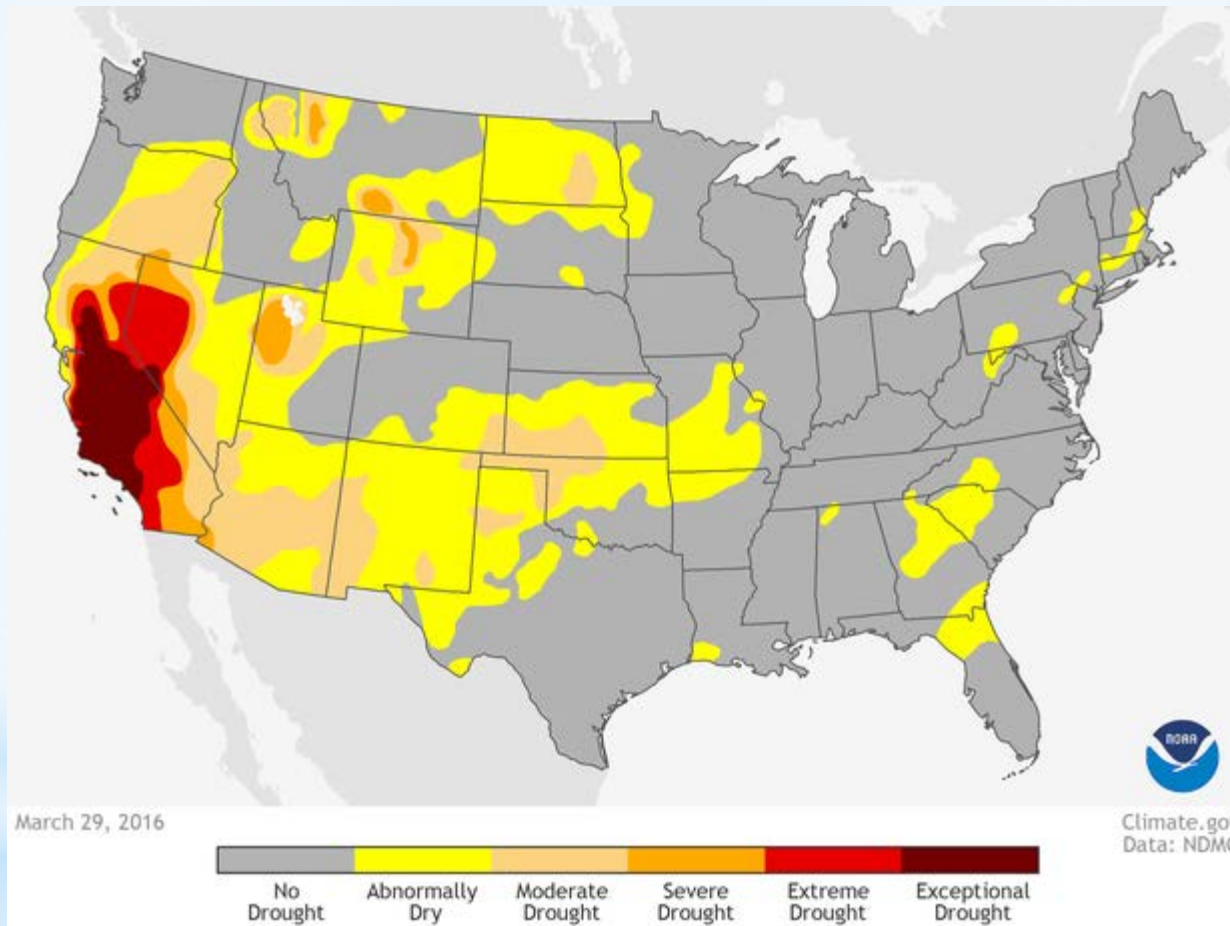 NOAA
March 29, 2016
Climate.go
Data: NDM
No Drought
Abnormally Dry
Moderate Drought
Severe Drought
Extreme Drought
Exceptional Drought